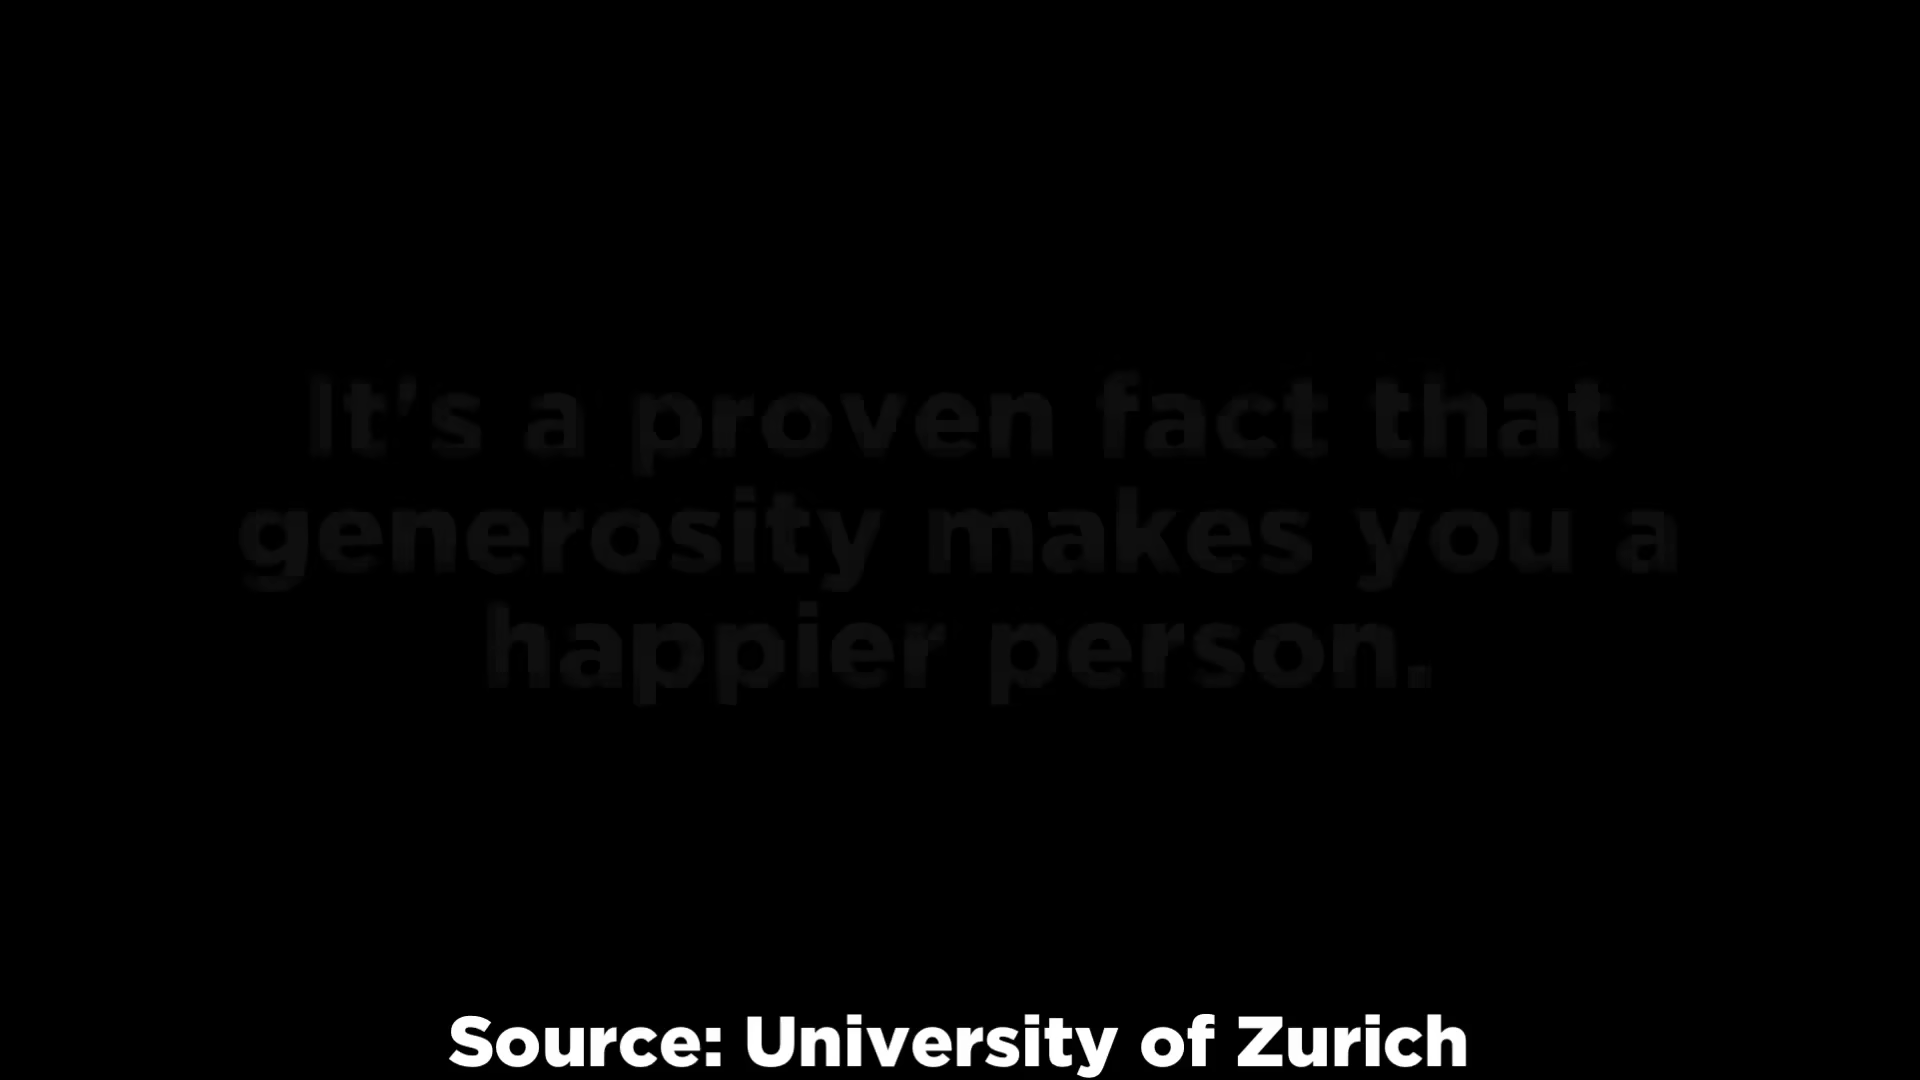 It's a proven fact that
generosity makes you a
happier person.
Source: University of Zurich